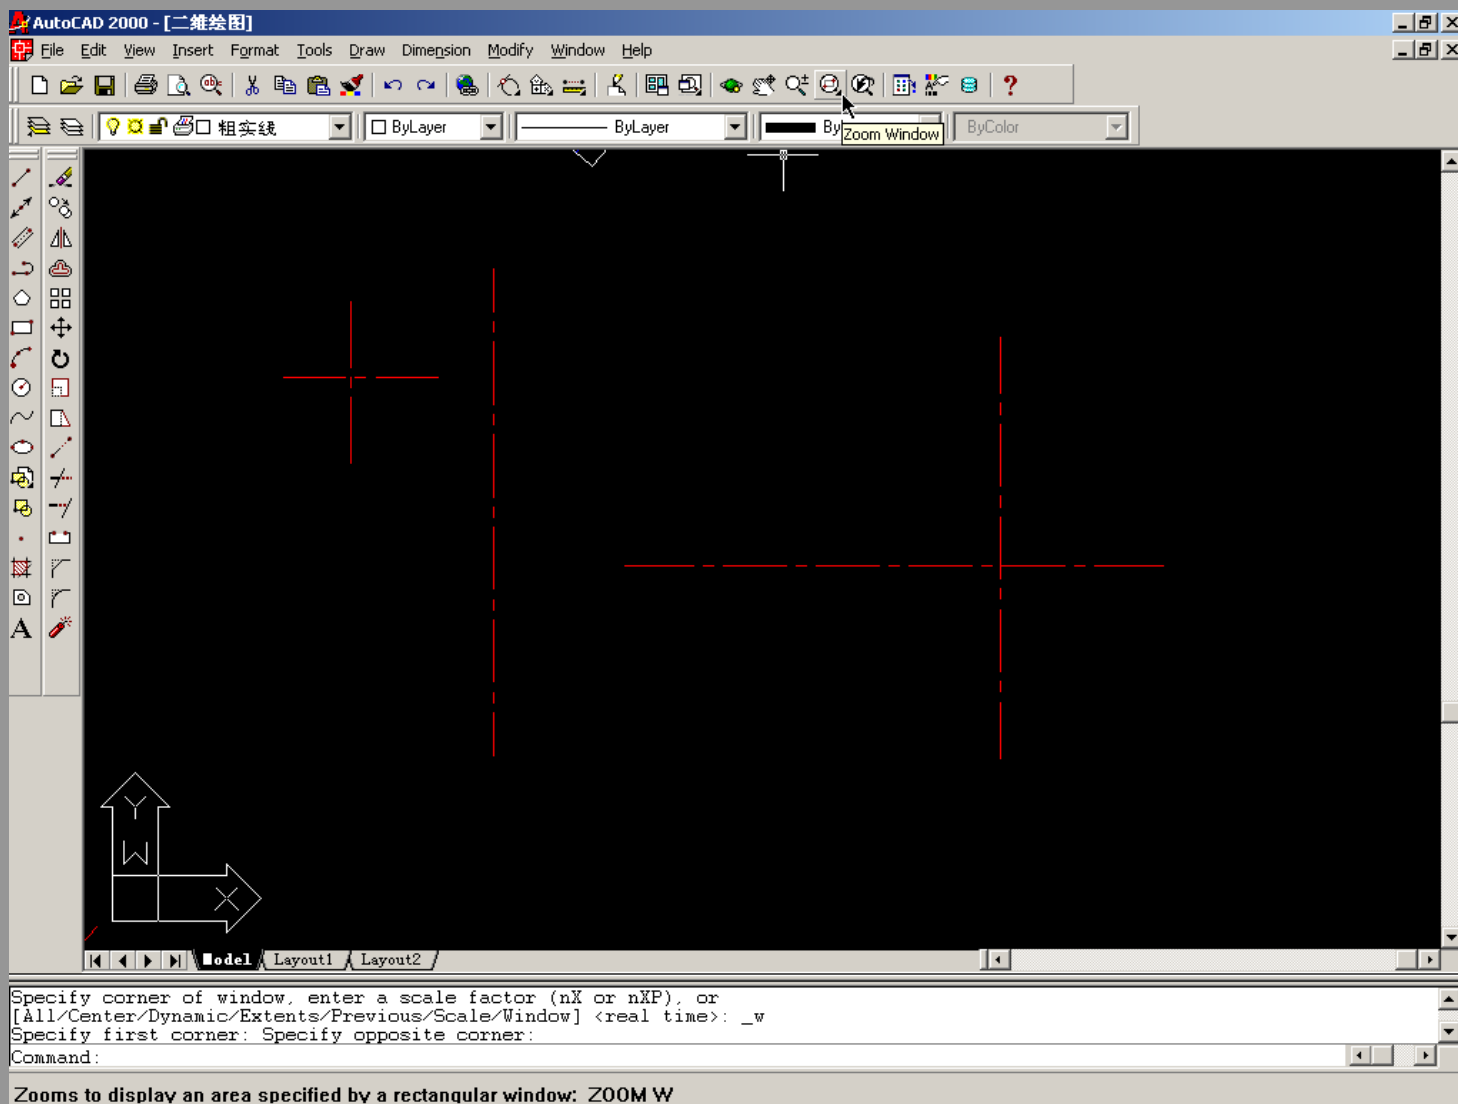 AutoCAD 2000 - [二维绘图]
File Edit View Insert Format Tools Draw Dimension Modify Window Help
粗实线 ByLayer ByLayer By ByColor
Zoom Window
A
Y
W
X
Model Layout1 Layout2
Specify corner of window, enter a scale factor (nX or nXP), or
[All/Center/Dynamic/Extents/Previous/Scale/Window] <real time>: _w
Specify first corner: Specify opposite corner:
Command:
Zooms to display an area specified by a rectangular window: ZOOM W